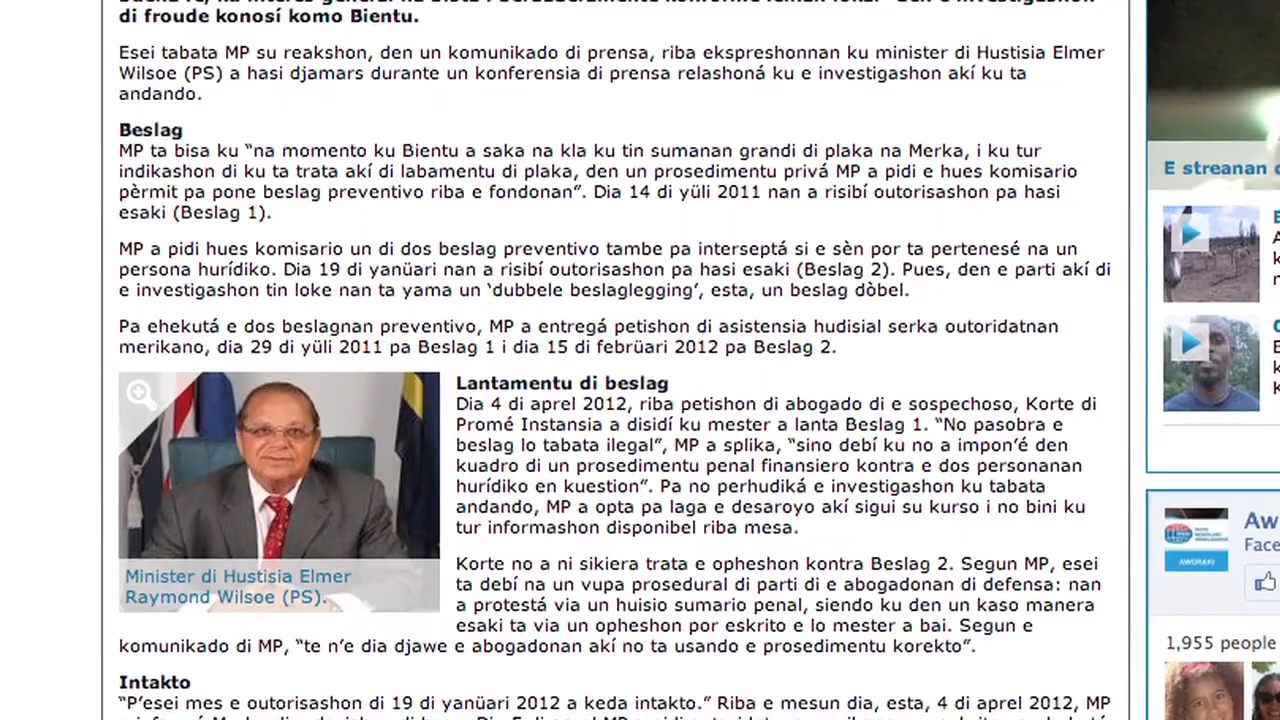 di froude konosí komo Bientu.
Esei tabata MP su reakshon, den un komunikado di prensa, riba ekspreshonnan ku minister di Hustisia Elmer
Wilsoe (PS) a hasi djamars durante un konferensia di prensa relashoná ku e investigashon akí ku ta
andando.
Beslag
MP ta bisa ku “na momento ku Bientu a saka na kla ku tin sumanan grandi di plaka na Merka, i ku tur
indikashon di ku ta trata akí di labamentu di plaka, den un prosedimentu privá MP a pidi e hues komisario
pèrmit pa pone beslag preventivo riba e fondonan”. Dia 14 di yüli 2011 nan a risibí outorisashon pa hasi
esaki (Beslag 1).
MP a pidi hues komisario un di dos beslag preventivo tambe pa interseptá si e sèn por ta pertenesé na un
persona hurídiko. Dia 19 di yanüari nan a risibí outorisashon pa hasi esaki (Beslag 2). Pues, den e parti akí di
e investigashon tin loke nan ta yama un ‘dubbele beslaglegging’, esta, un beslag dòbel.
Pa ehekutá e dos beslagnan preventivo, MP a entregá petishon di asistensia hudisial serka outoridatnan
merikano, dia 29 di yüli 2011 pa Beslag 1 i dia 15 di febrüari 2012 pa Beslag 2.
Lantamentu di beslag
Dia 4 di aprel 2012, riba petishon di abogado di e sospechoso, Korte di
Promé Instansia a disidí ku mester a lanta Beslag 1. “No pasobra e
beslag lo tabata ilegal”, MP a splika, “sino debí ku no a impon’é den
kuadro di un prosedimentu penal finansiero kontra e dos personanan
hurídiko en kuestion”. Pa no perhudiká e investigashon ku tabata
andando, MP a opta pa laga e desaroyo akí sigui su kurso i no bini ku
tur informashon disponibel riba mesa.
Minister di Hustisia Elmer
Raymond Wilsoe (PS).
Korte no a ni sikiera trata e opheshon kontra Beslag 2. Segun MP, esei
ta debí na un vupa prosedural di parti di e abogadonan di defensa: nan
a protestá via un huisio sumario penal, siendo ku den un kaso manera
esaki ta via un opheshon por eskrito e lo mester a bai. Segun e
komunikado di MP, “te n’e dia djawe e abogadonan akí no ta usando e prosedimentu korekto”.
Intakto
“P’esei mes e outorisashon di 19 di yanüari 2012 a keda intakto.” Riba e mesun dia, esta, 4 di aprel 2012, MP
E streanan
Aw
Face
AWORAKI
1,955 people